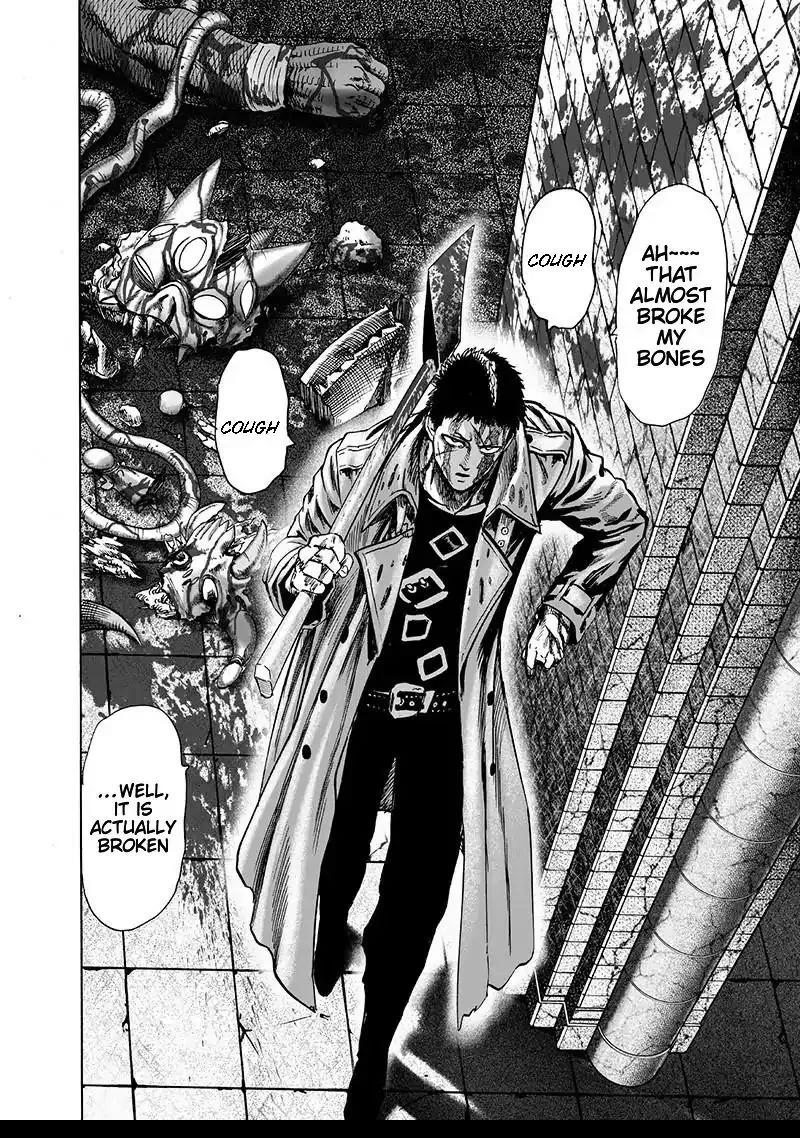 AH~~~
THAT
ALMOST
BROKE
MY
BONES
COUGH
COUGH
...WELL,
IT IS
ACTUALLY
BROKEN